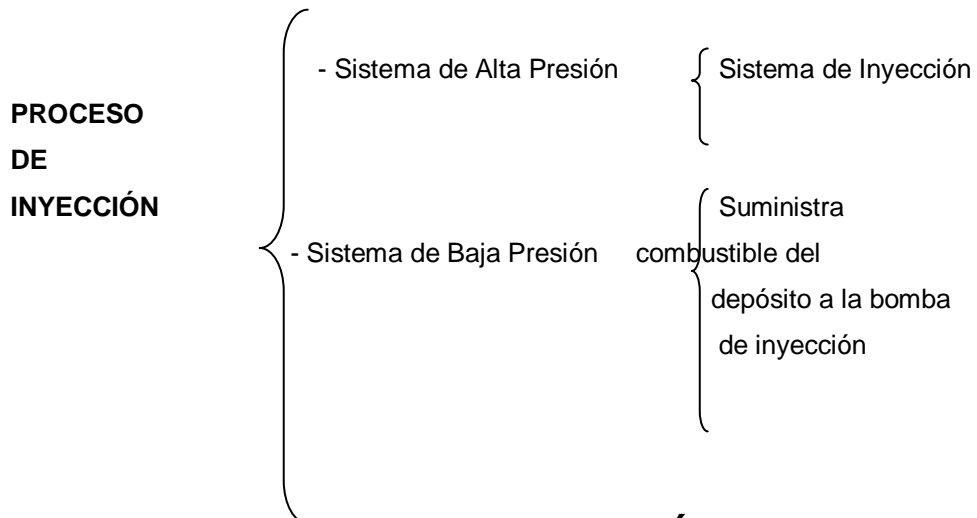 - Sistema de Alta Presión Sistema de Inyección
PROCESO
DE
INYECCIÓN Suministra
- Sistema de Baja Presión combustible del
depósito a la bomba
de inyección